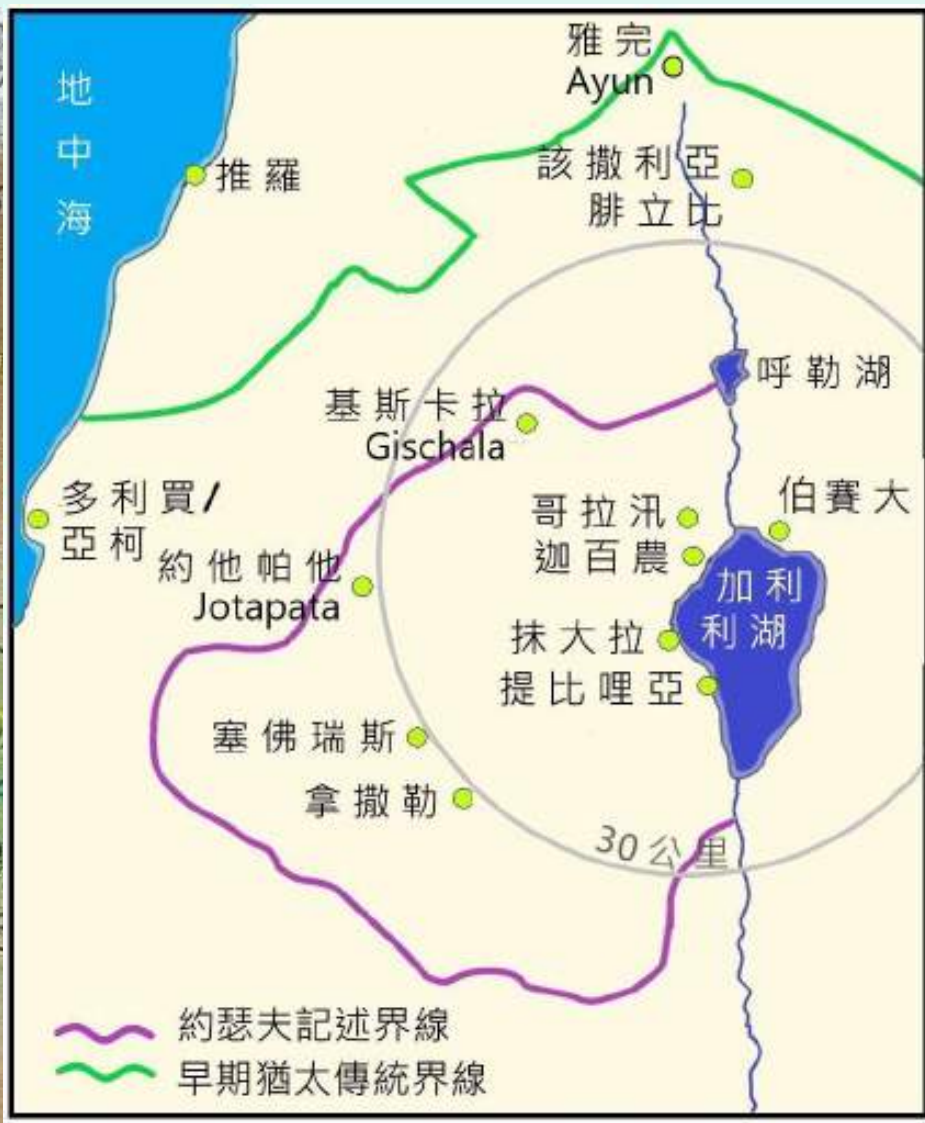 地中海
雅完
Ayun
推羅
該撒利亞
腓立比
呼勒湖
基斯卡拉
Gischala
多利買/
亞柯
哥拉汛
伯賽大
迦百農
約他帕他
Jotapata
加利
利湖
抹大拉
提比哩亞
塞佛瑞斯
拿撒勒
30公里
約瑟夫記述界線
早期猶太傳統界線